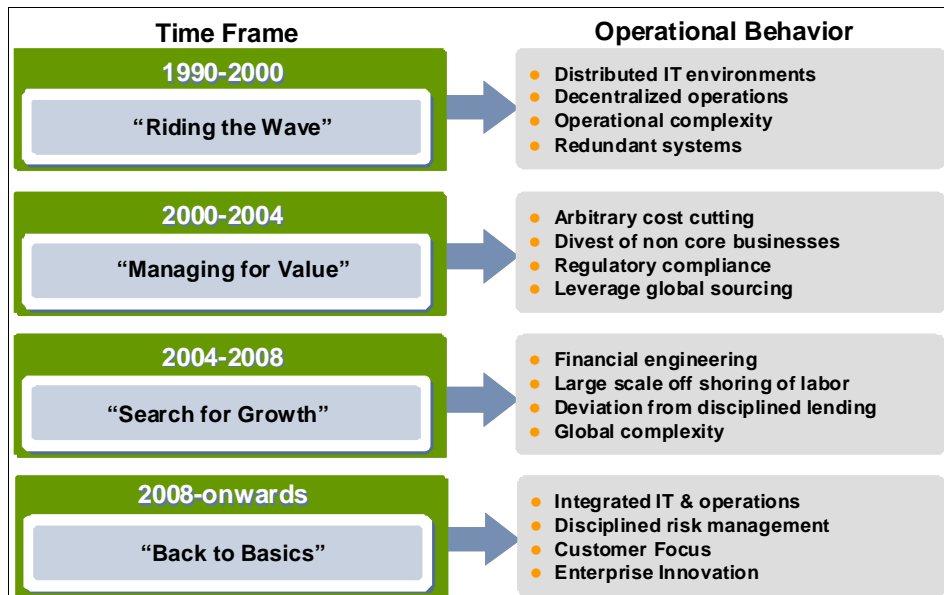 Time Frame
Operational Behavior
1990-2000
“Riding the Wave”
Distributed IT environments
Decentralized operations
Operational complexity
Redundant systems
2000-2004
“Managing for Value”
Arbitrary cost cutting
Divest of non core businesses
Regulatory compliance
Leverage global sourcing
2004-2008
“Search for Growth”
Financial engineering
Large scale off shoring of labor
Deviation from disciplined lending
Global complexity
2008-onwards
“Back to Basics”
Integrated IT & operations
Disciplined risk management
Customer Focus
Enterprise Innovation